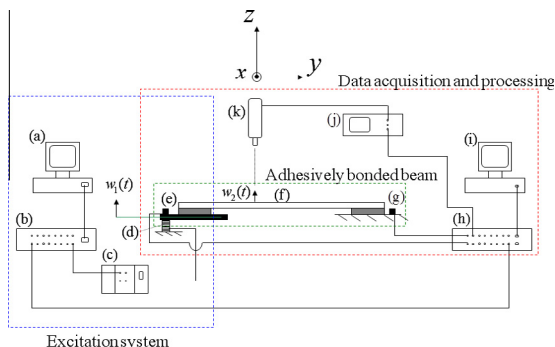 z
x
y
Data acquisition and processing
(a)
(k)
(j)
(i)
Adhesively bonded beam
w₁(t)
(e)
w₂(t)
(f)
(g)
(b)
(d)
(h)
(c)
Excitation system